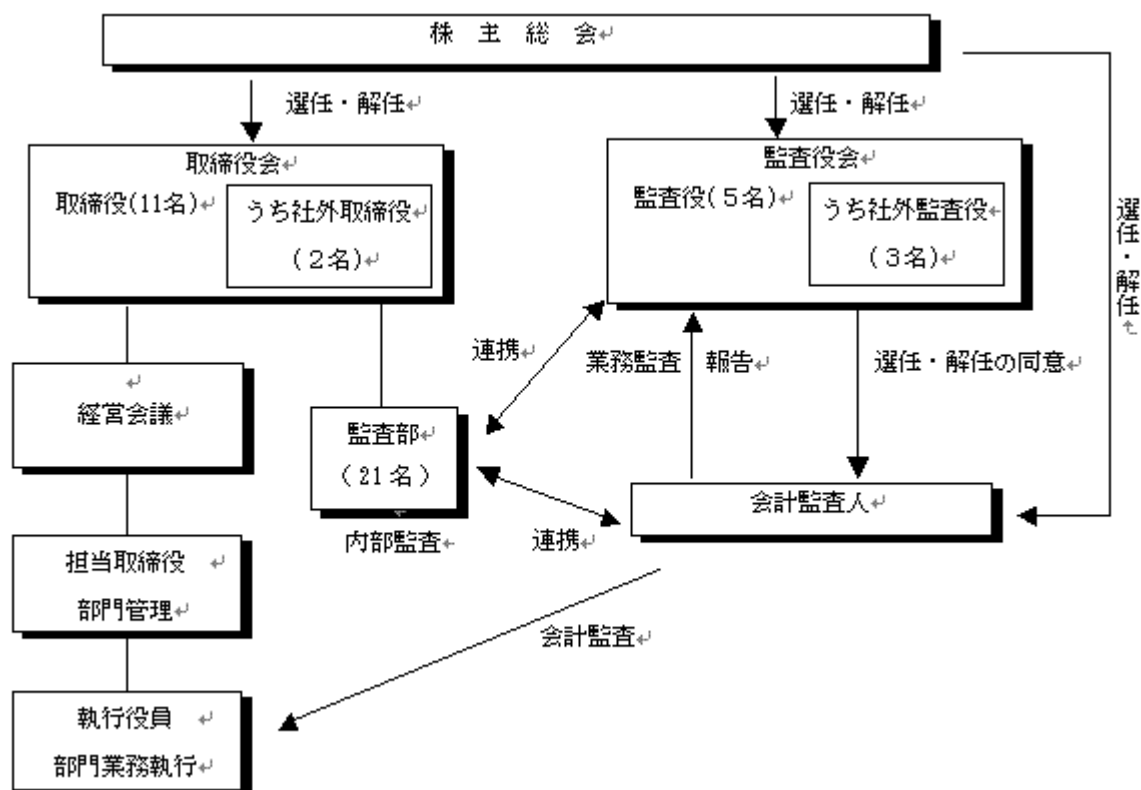 株 主 総 会
選任・解任
選任・解任
取締役会
取締役(11名)
うち社外取締役
(2名)
監査役会
監査役(5名)
うち社外監査役
(3名)
選任・解任
連携
業務監査 報告
選任・解任の同意
経営会議
監査部
(21名)
会計監査人
内部監査
連携
担当取締役
部門管理
会計監査
執行役員
部門業務執行